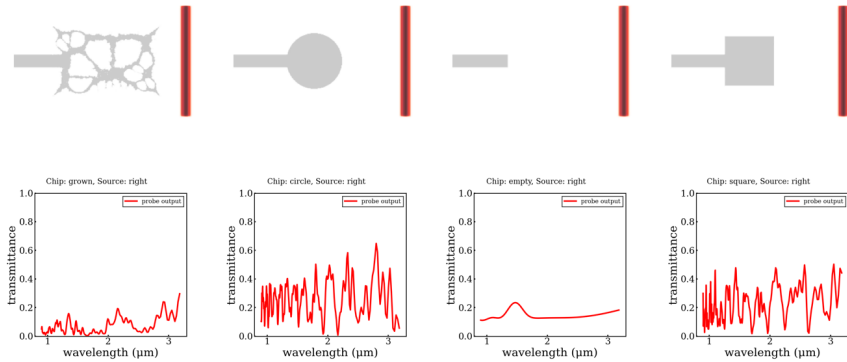 Chip: grown, Source: right
1.0
0.8
0.6
0.4
0.2
0.0
transmittance
probe output
1 2 3
wavelength (μm)
Chip: circle, Source: right
1.0
0.8
0.6
0.4
0.2
0.0
transmittance
probe output
1 2 3
wavelength (μm)
Chip: empty, Source: right
1.0
0.8
0.6
0.4
0.2
0.0
transmittance
probe output
1 2 3
wavelength (μm)
Chip: square, Source: right
1.0
0.8
0.6
0.4
0.2
0.0
transmittance
probe output
1 2 3
wavelength (μm)